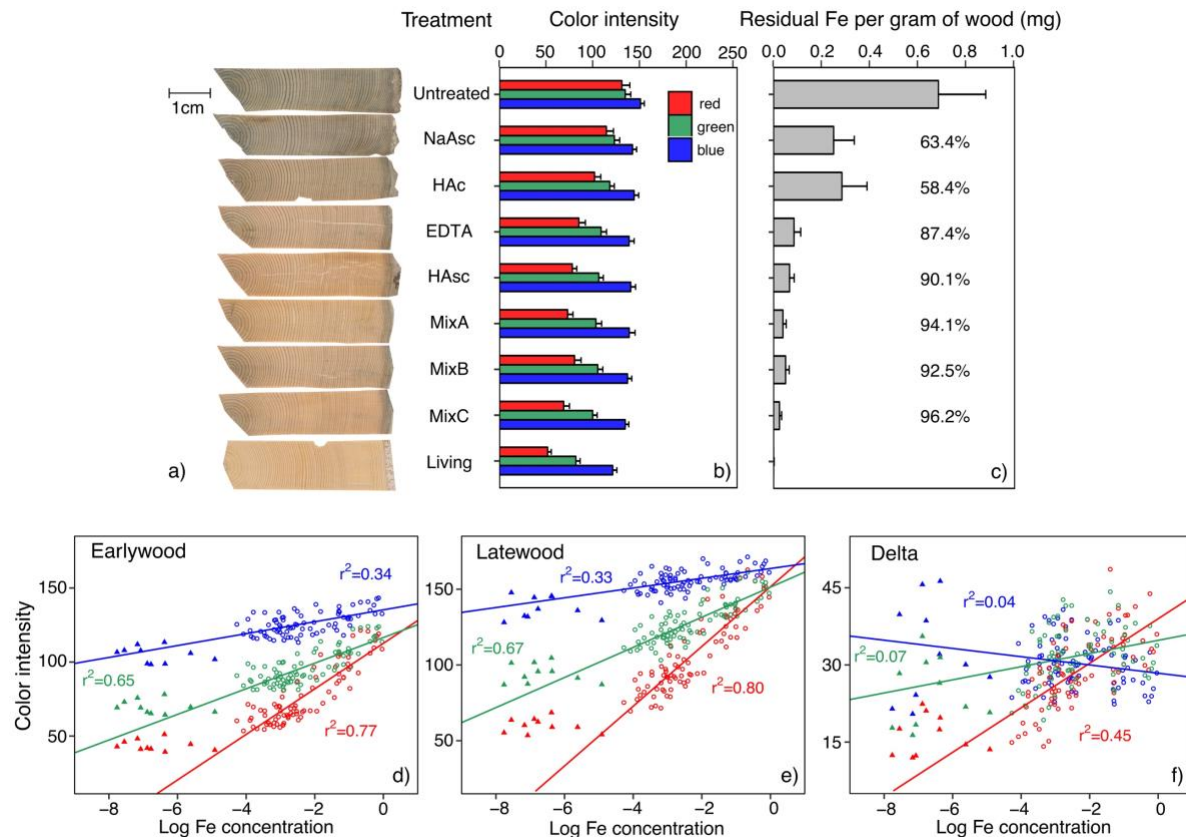 Treatment
Color intensity
Residual Fe per gram of wood (mg)
0 50 100 150 200 250
0.0 0.2 0.4 0.6 0.8 1.0
1cm
Untreated
NaAsc
HAc
EDTA
HAsc
MixA
MixB
MixC
Living
red
green
blue
63.4%
58.4%
87.4%
90.1%
94.1%
92.5%
96.2%
a)
b)
c)
Earlywood
Color intensity
150
100
50
r²=0.34
r²=0.65
r²=0.77
d)
−8 −6 −4 −2 0
Log Fe concentration
Latewood
150
100
50
r²=0.33
r²=0.67
r²=0.80
e)
−8 −6 −4 −2 0
Log Fe concentration
Delta
45
30
15
r²=0.04
r²=0.07
r²=0.45
f)
−8 −6 −4 −2 0
Log Fe concentration